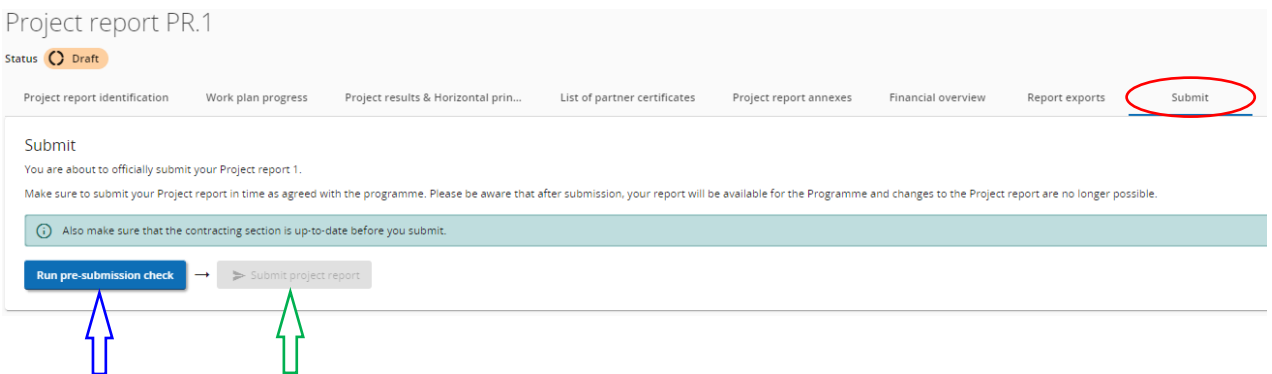 Project report PR.1
Status Draft
Project report identification Work plan progress Project results & Horizontal prin... List of partner certificates Project report annexes Financial overview Report exports Submit
Submit
You are about to officially submit your Project report 1.
Make sure to submit your Project report in time as agreed with the programme. Please be aware that after submission, your report will be available for the Programme and changes to the Project report are no longer possible.
Also make sure that the contracting section is up-to-date before you submit.
Run pre-submission check → Submit project report